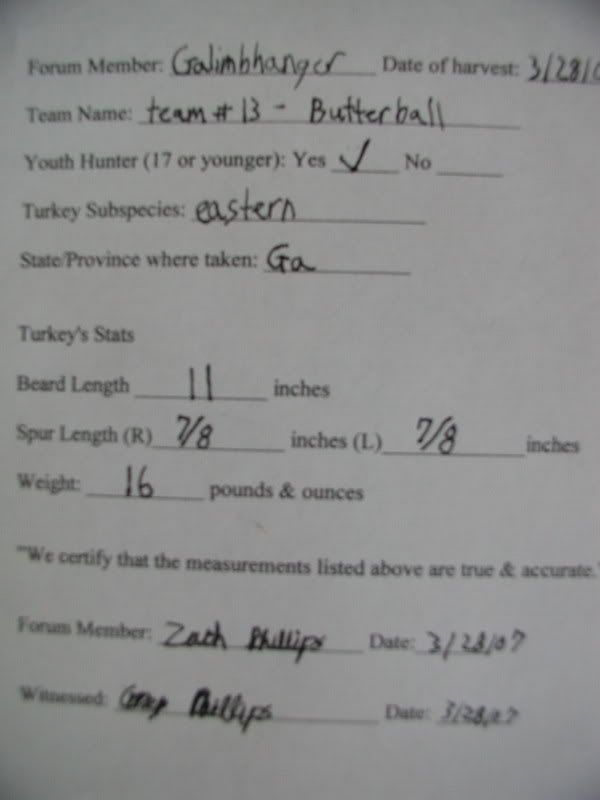 Forum Member: Galimbhanger Date of harvest: 3/28/0
Team Name: team # 13 - Butterball
Youth Hunter (17 or younger): Yes ✓ No
Turkey Subspecies: eastern
State/Province where taken: Ga
Turkey's Stats
Beard Length 11 inches
Spur Length (R) 7/8 inches (L) 7/8 inches
Weight: 16 pounds & ounces
"We certify that the measurements listed above are true & accurate."
Forum Member: Zach Phillips Date: 3/28/07
Witnessed: Phillips Date: 3/28/07